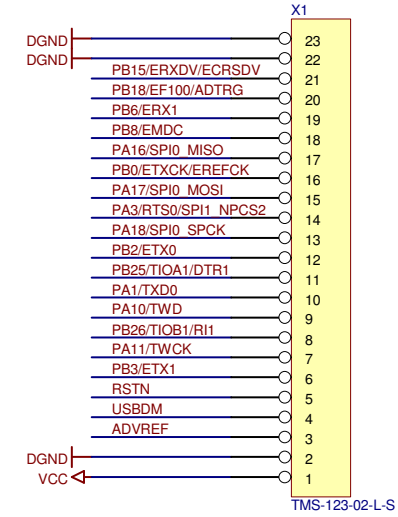 X1
DGND 23
DGND 22
PB15/ERXDV/ECRSDV 21
PB18/EF100/ADTRG 20
PB6/ERX1 19
PB8/EMDC 18
PA16/SPI0_MISO 17
PB0/ETXCK/EREFCK 16
PA17/SPI0_MOSI 15
PA3/RTS0/SPI1_NPCS2 14
PA18/SPI0_SPCK 13
PB2/ETX0 12
PB25/TIOA1/DTR1 11
PA1/TXD0 10
PA10/TWD 9
PB26/TIOB1/RI1 8
PA11/TWCK 7
PB3/ETX1 6
RSTN 5
USBDM 4
ADVREF 3
DGND 2
VCC 1
TMS-123-02-L-S